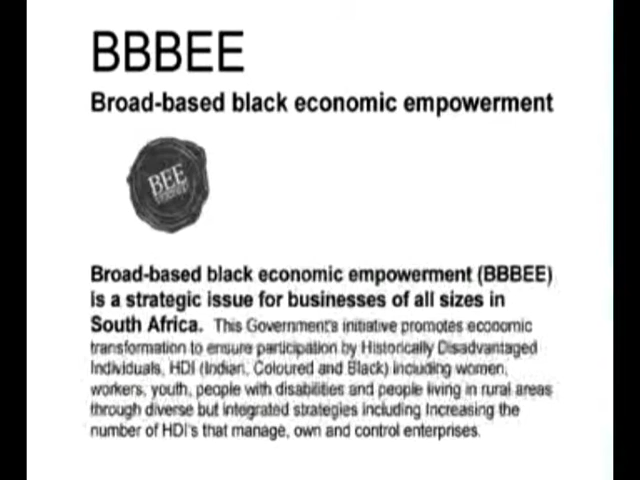 BBBEE
Broad-based black economic empowerment
BEE
Broad-based black economic empowerment (BBBEE)
is a strategic issue for businesses of all sizes in
South Africa. This Government's initiative promotes economic
transformation to ensure participation by Historically Disadvantaged
Individuals, HDI (Indian, Coloured and Black) including women,
workers, youth, people with disabilities and people living in rural areas
through diverse but integrated strategies including Increasing the
number of HDI's that manage, own and control enterprises.